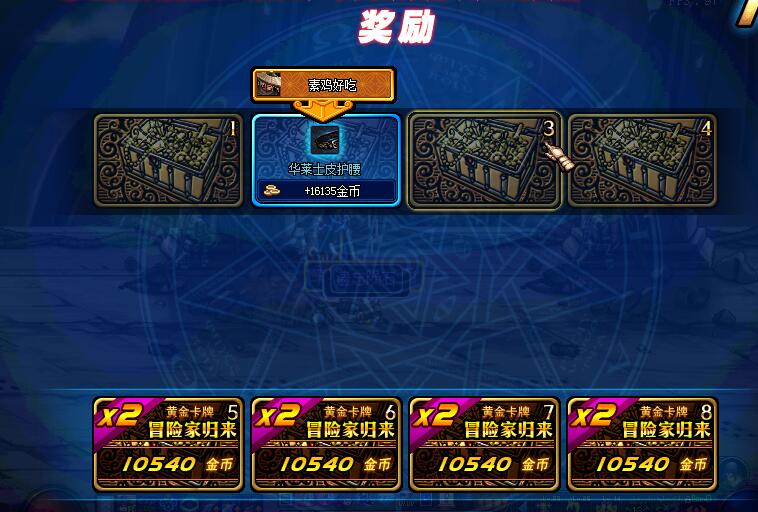 奖励
素鸡好吃
1
华莱士皮护腰
+16135金币
3
4
x2 黄金卡牌 5
冒险家归来
10540 金币
x2 黄金卡牌 6
冒险家归来
10540 金币
x2 黄金卡牌 7
冒险家归来
10540 金币
x2 黄金卡牌 8
冒险家归来
10540 金币